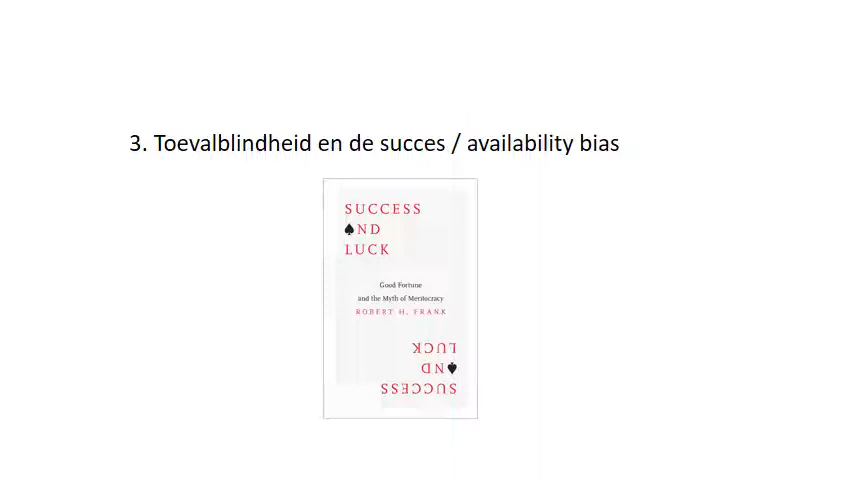 3. Toevalblindheid en de succes / availability bias
SUCCESS
♠ND
LUCK
Good Fortune
and the Myth of Meritocracy
ROBERT H. FRANK
SUCCESS
♠ND
LUCK